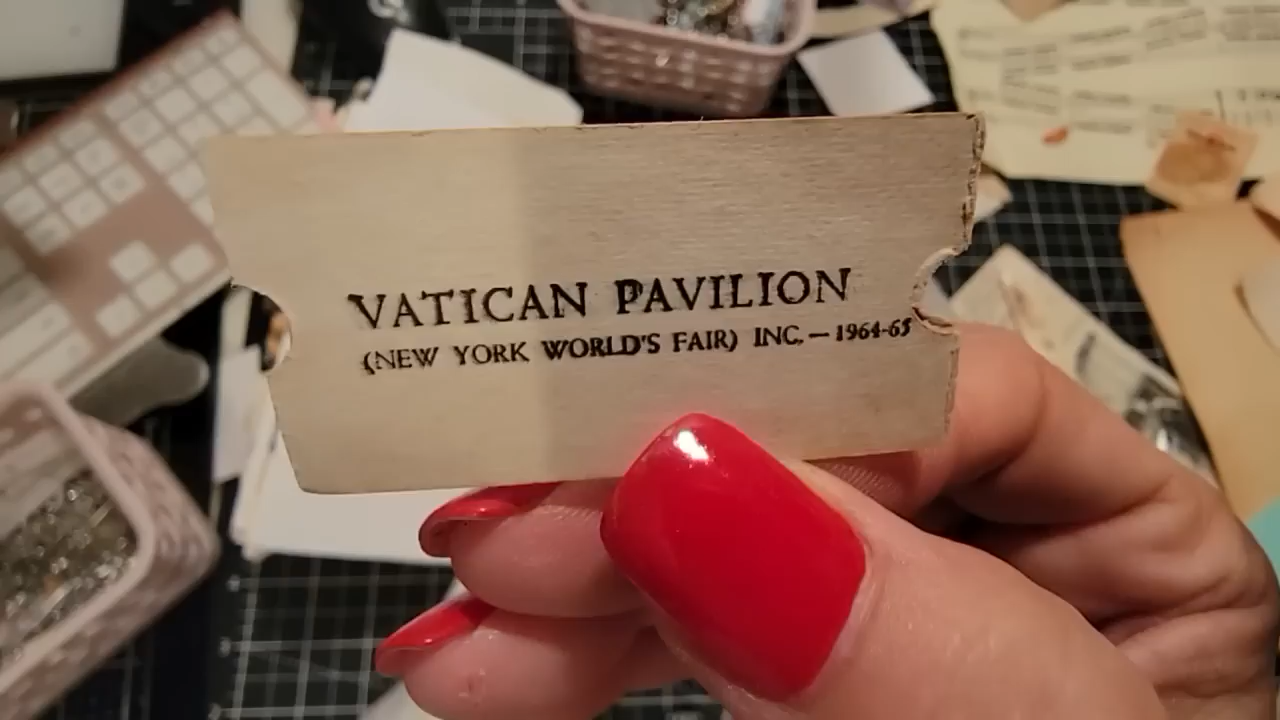 VATICAN PAVILION
(NEW YORK WORLD'S FAIR) INC. — 1964-65